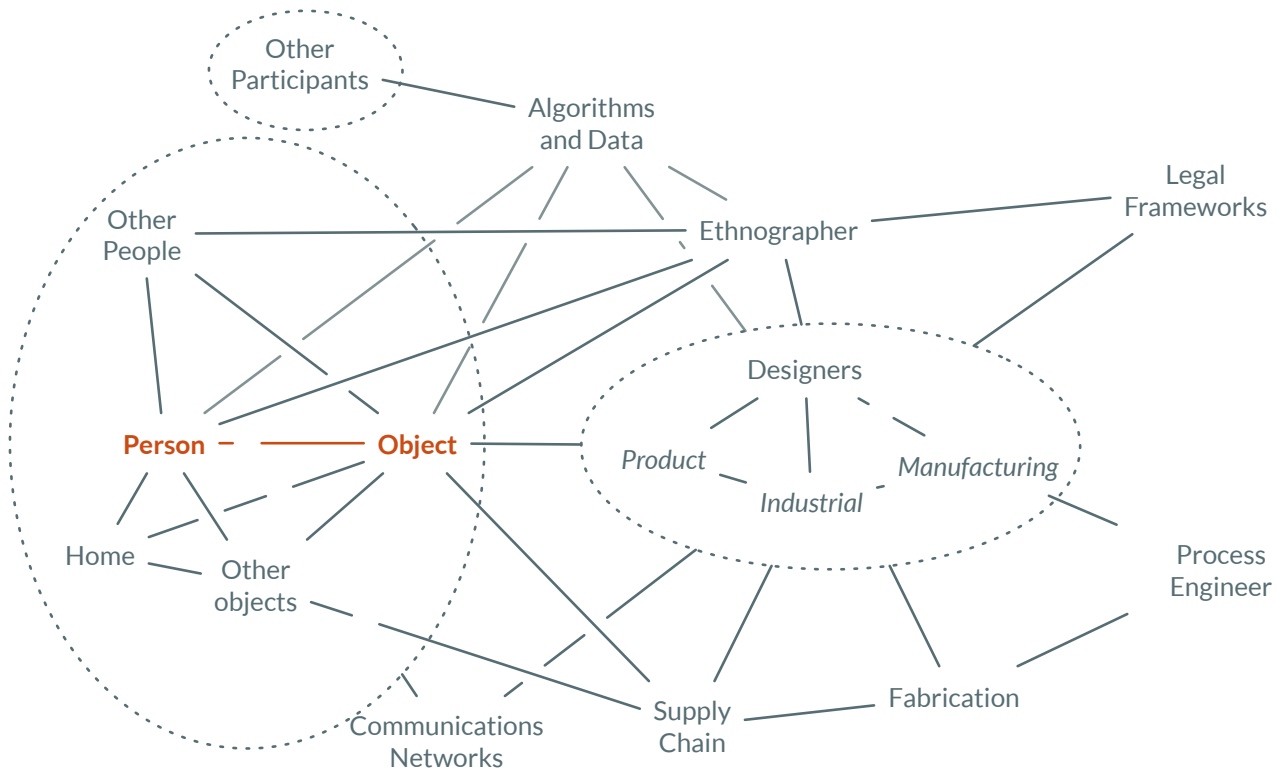 Other
Participants
Algorithms
and Data
Legal
Frameworks
Other
People
Ethnographer
Designers
Person
Object
Product
Manufacturing
Industrial
Home
Other
objects
Process
Engineer
Fabrication
Supply
Chain
Communications
Networks